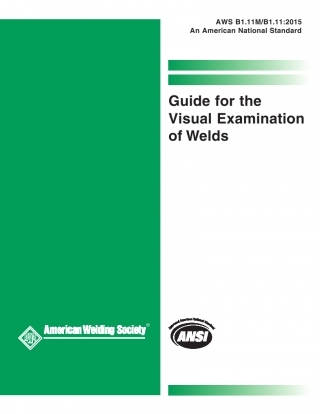 AWS B1.11M/B1.11:2015
An American National Standard
Guide for the
Visual Examination
of Welds
American Welding Society®
ANSI